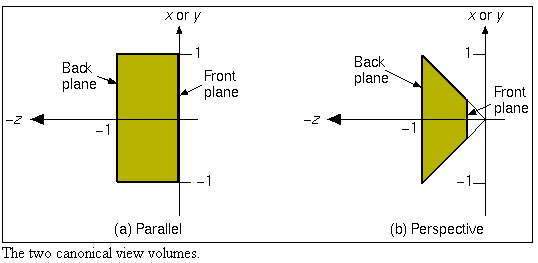 x or y
1
Back
plane
Front
plane
-z
-1
-1
(a) Parallel
x or y
1
Back
plane
Front
plane
-z
-1
-1
(b) Perspective
The two canonical view volumes.